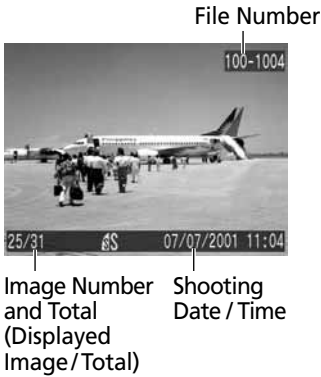 File Number
100-1004
25/31 S 07/07/2001 11:04
Image Number
and Total
(Displayed
Image/Total)
Shooting
Date/Time